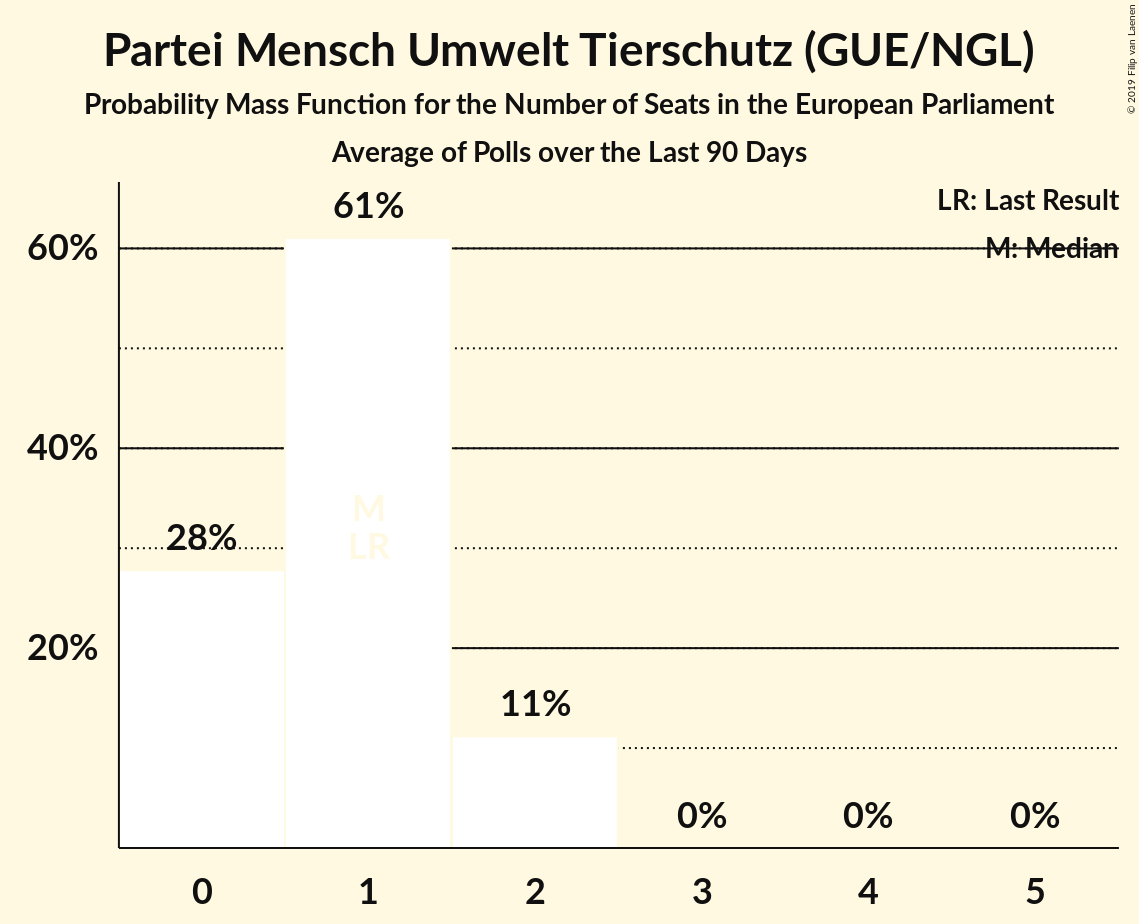 Partei Mensch Umwelt Tierschutz (GUE/NGL)
Probability Mass Function for the Number of Seats in the European Parliament
Average of Polls over the Last 90 Days
© 2019 Filip van Laenen
LR: Last Result
M: Median
60%
40%
20%
28%
61%
11%
0%
0%
0%
M
LR
0
1
2
3
4
5